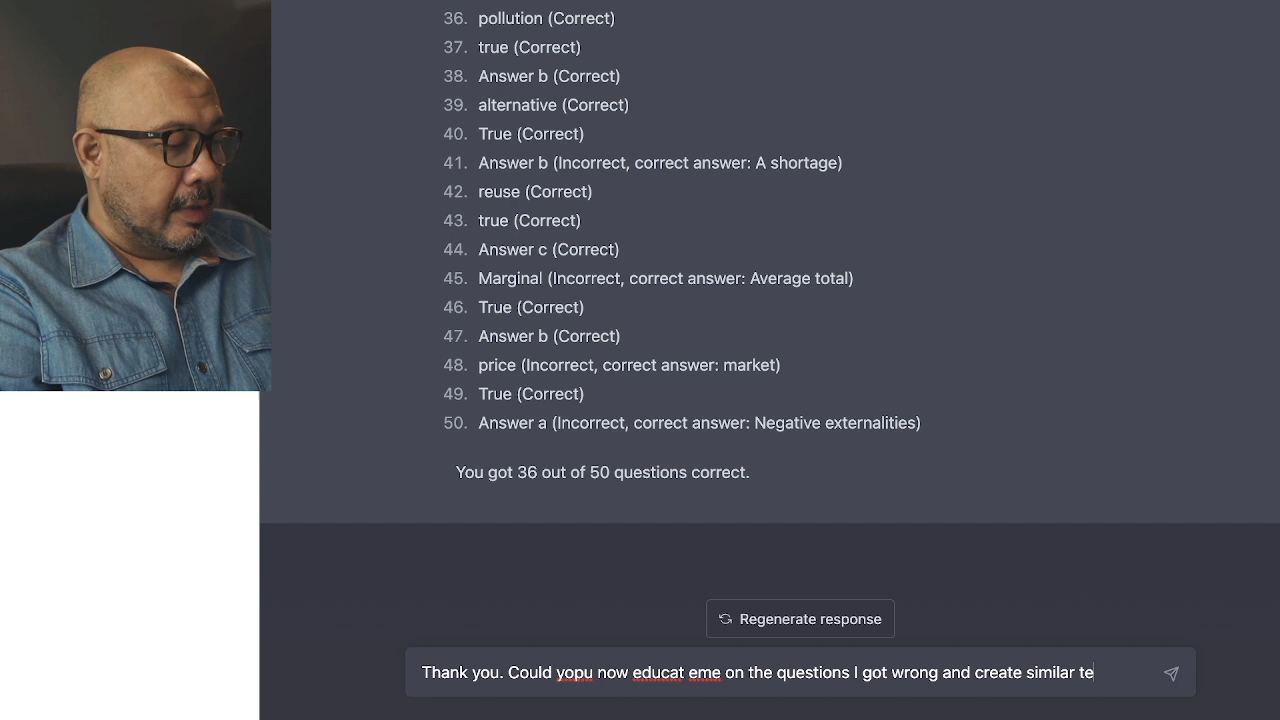 36. pollution (Correct)
37. true (Correct)
38. Answer b (Correct)
39. alternative (Correct)
40. True (Correct)
41. Answer b (Incorrect, correct answer: A shortage)
42. reuse (Correct)
43. true (Correct)
44. Answer c (Correct)
45. Marginal (Incorrect, correct answer: Average total)
46. True (Correct)
47. Answer b (Correct)
48. price (Incorrect, correct answer: market)
49. True (Correct)
50. Answer a (Incorrect, correct answer: Negative externalities)
You got 36 out of 50 questions correct.
Regenerate response
Thank you. Could yopu now educat eme on the questions I got wrong and create similar te